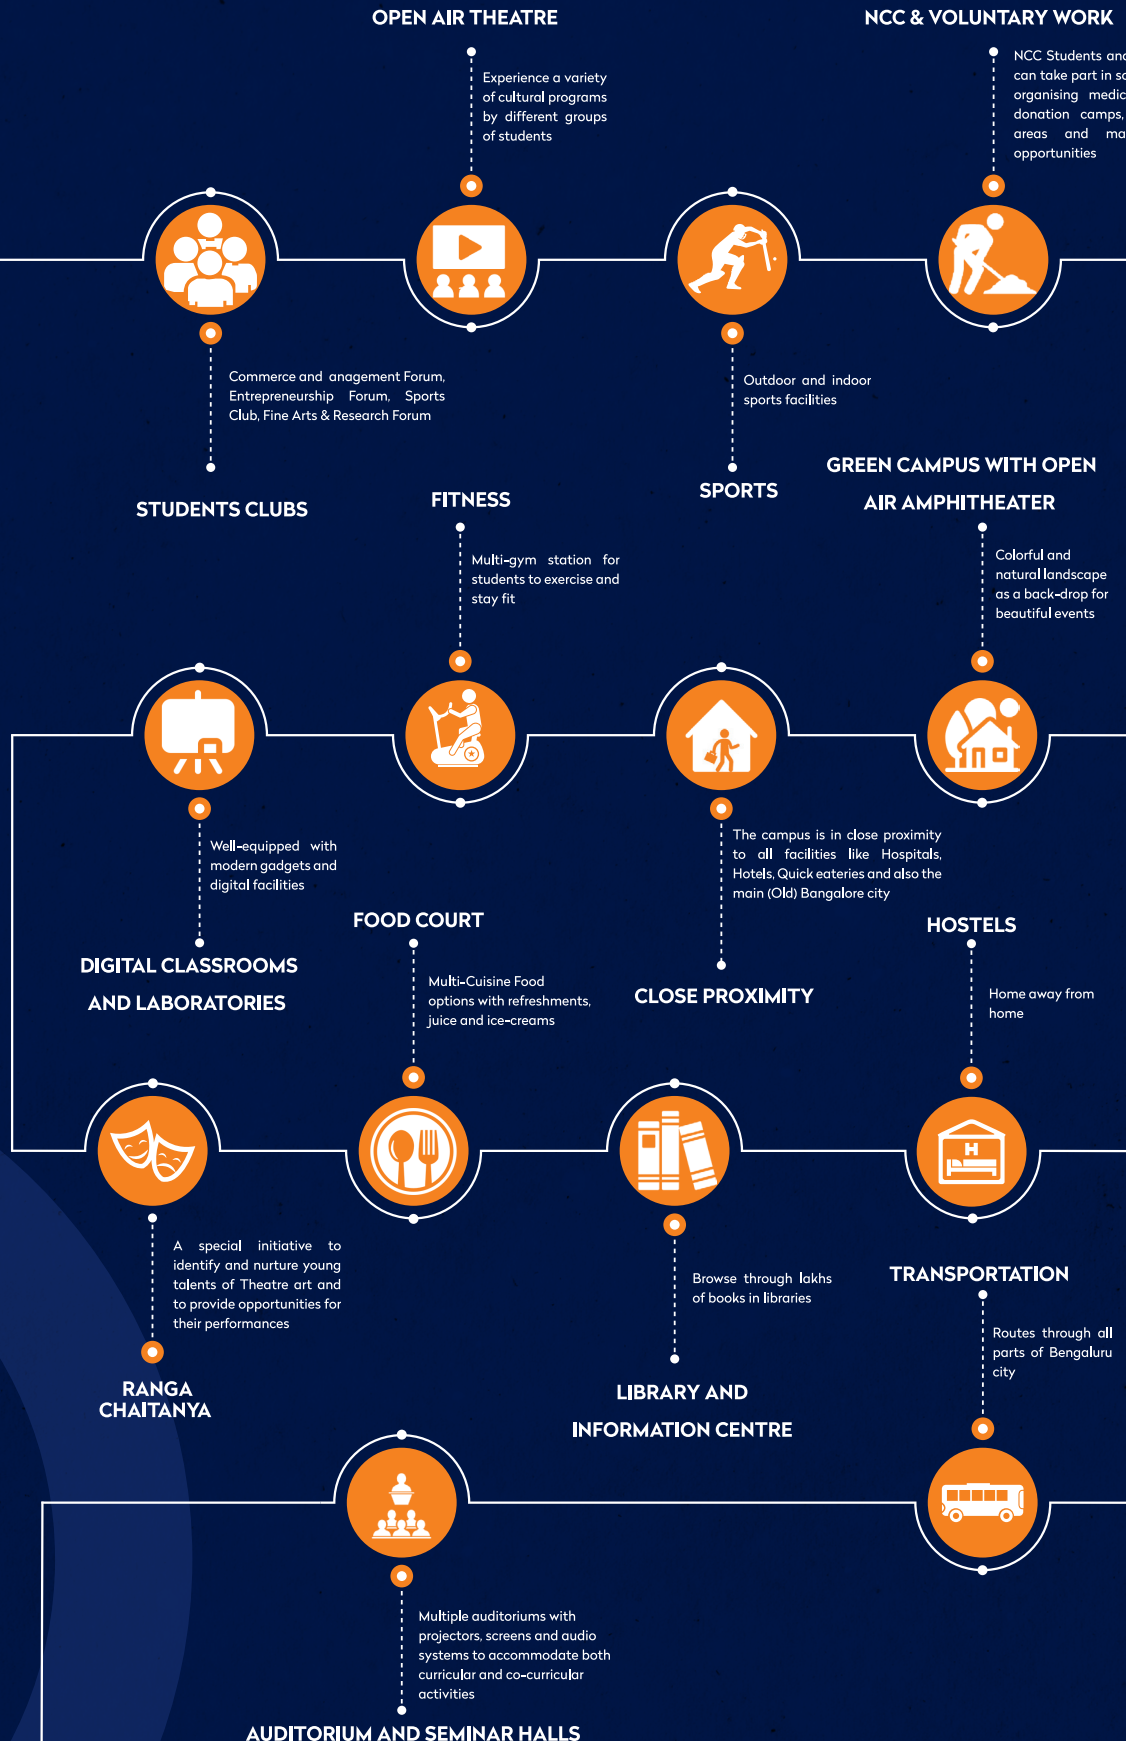 OPEN AIR THEATRE
Experience a variety
of cultural programs
by different groups
of students
NCC & VOLUNTARY WORK
NCC Students and
can take part in
organising
donation camps,
areas and
opportunities
Commerce and anagement Forum,
Entrepreneurship Forum, Sports
Club, Fine Arts & Research Forum
STUDENTS CLUBS
Outdoor and indoor
sports facilities
SPORTS
FITNESS
Multi-gym station for
students to exercise and
stay fit
GREEN CAMPUS WITH OPEN
AIR AMPHITHEATER
Colorful and
natural landscape
as a back-drop for
beautiful events
Well-equipped with
modern gadgets and
digital facilities
DIGITAL CLASSROOMS
AND LABORATORIES
The campus is in close proximity
to all facilities like Hospitals,
Hotels, Quick eateries and also the
main (Old) Bangalore city
CLOSE PROXIMITY
FOOD COURT
Multi-Cuisine Food
options with refreshments,
juice and ice-creams
HOSTELS
Home away from
home
H
A special initiative to
identify and nurture young
talents of Theatre art and
to provide opportunities for
their performances
RANGA
CHAITANYA
Browse through lakhs
of books in libraries
LIBRARY AND
INFORMATION CENTRE
TRANSPORTATION
Routes through all
parts of Bengaluru
city
Multiple auditoriums with
projectors, screens and audio
systems to accommodate both
curricular and co-curricular
activities
AUDITORIUM AND SEMINAR HALLS